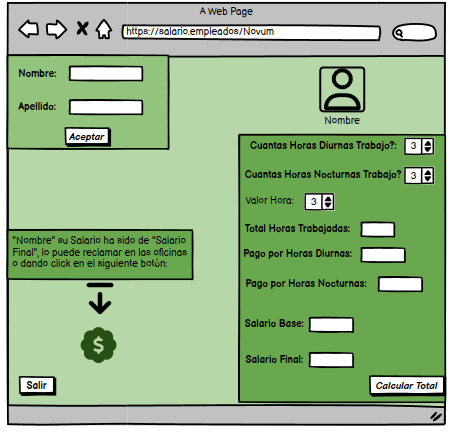 A Web Page
https://salario.empleados/Novum
Nombre:
Apellido:
Aceptar
Nombre
Cuantas Horas Diurnas Trabajo?: 3
Cuantas Horas Nocturnas Trabajo? 3
Valor Hora: 3
Total Horas Trabajadas:
Pago por Horas Diurnas:
Pago por Horas Nocturnas:
Salario Base:
Salario Final:
Calcular Total
"Nombre" su Salario ha sido de "Salario
Final", lo puede reclamar en las oficinas
o dando click en el siguiente botón:
$
Salir